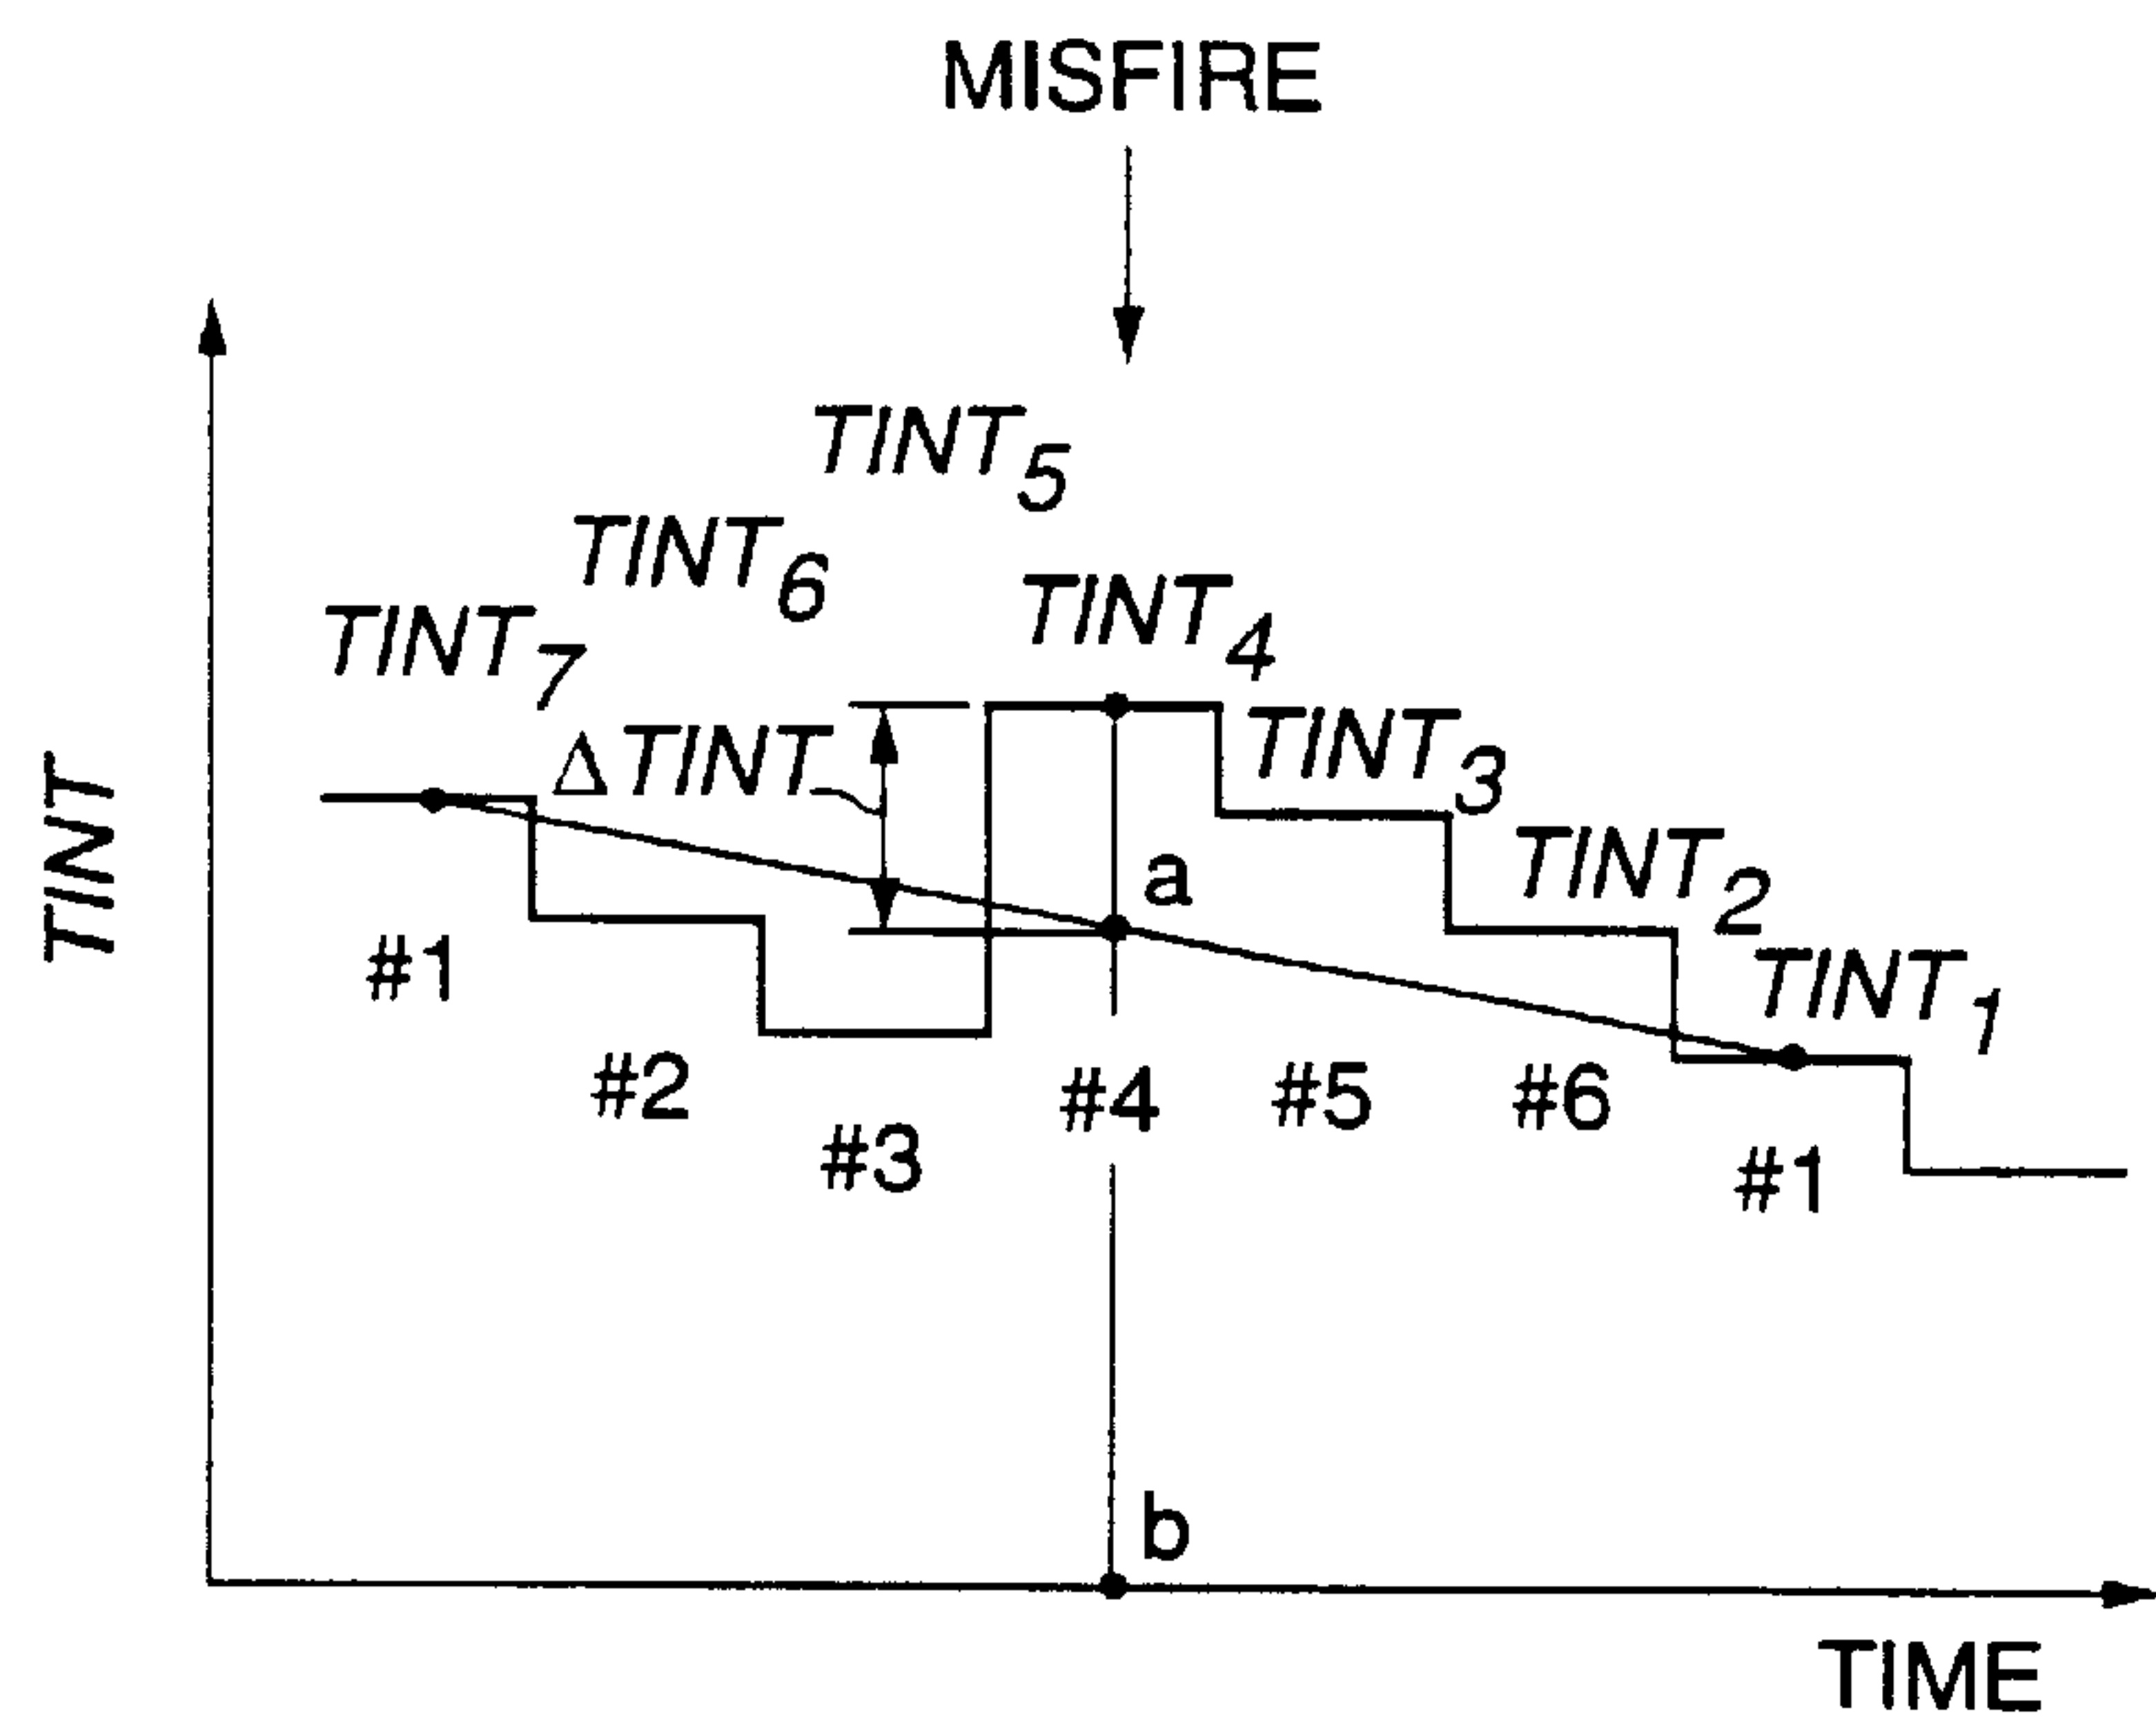 MISFIRE
TINT5
TINT6
TINT4
TINT7
TINT3
ΔTINT
TINT2
a
TINT
#1
TINT1
#2
#4
#5
#6
#3
#1
b
TIME